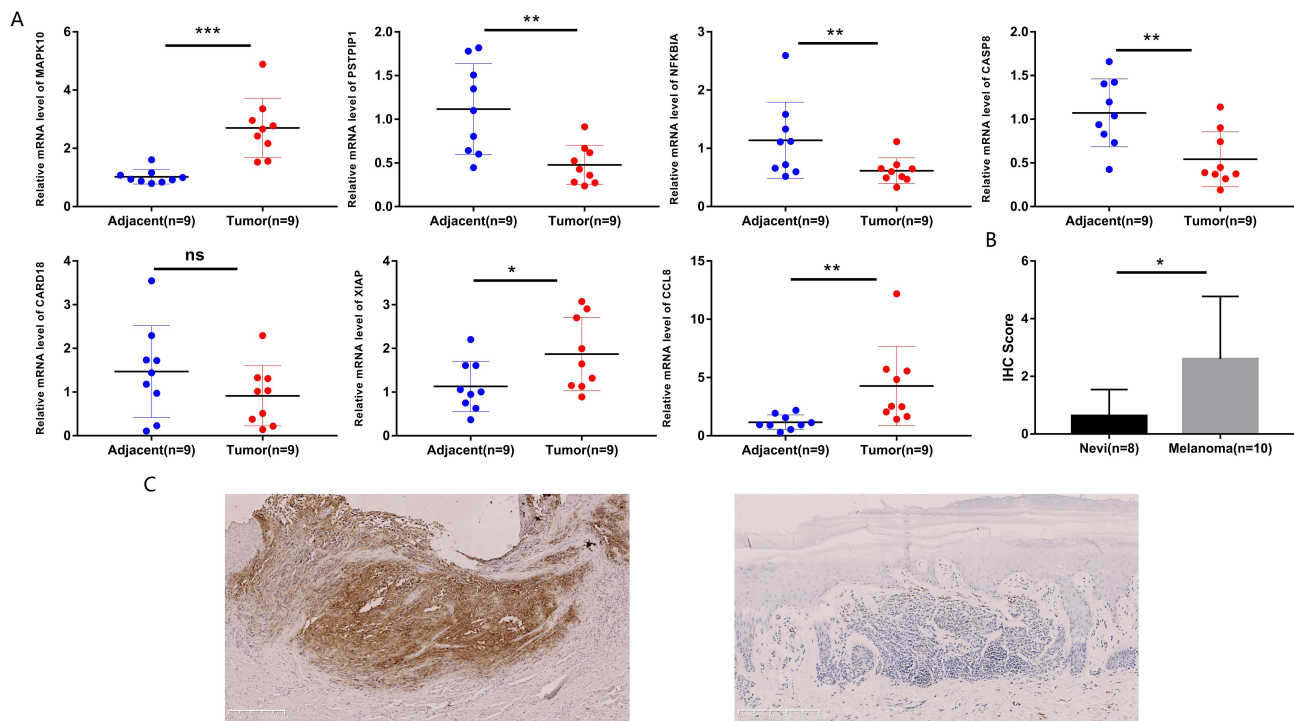 A
Relative mRNA level of MAPK10
6
4
2
0
***
Adjacent(n=9)
Tumor(n=9)
Relative mRNA level of PSTPIP1
2.0
1.5
1.0
0.5
0.0
**
Adjacent(n=9)
Tumor(n=9)
Relative mRNA level of NFKBIA
3
2
1
0
**
Adjacent(n=9)
Tumor(n=9)
Relative mRNA level of CASP8
2.0
1.5
1.0
0.5
0.0
**
Adjacent(n=9)
Tumor(n=9)
Relative mRNA level of CARD18
4
3
2
1
0
ns
Adjacent(n=9)
Tumor(n=9)
Relative mRNA level of XIAP
4
3
2
1
0
*
Adjacent(n=9)
Tumor(n=9)
Relative mRNA level of CCL8
15
10
5
0
**
Adjacent(n=9)
Tumor(n=9)
B
IHC Score
6
4
2
0
*
Nevi(n=8)
Melanoma(n=10)
C